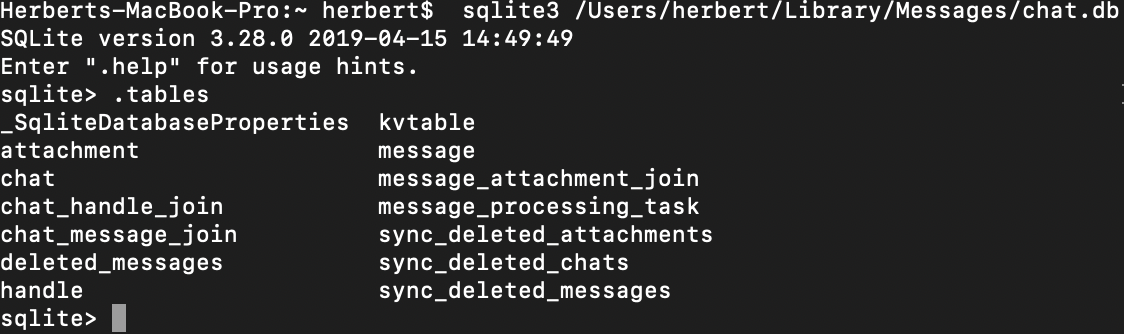 Herberts-MacBook-Pro:~ herbert$  sqlite3 /Users/herbert/Library/Messages/chat.db
SQLite version 3.28.0 2019-04-15 14:49:49
Enter ".help" for usage hints.
sqlite> .tables
_SqliteDatabaseProperties  kvtable
attachment                 message
chat                       message_attachment_join
chat_handle_join           message_processing_task
chat_message_join          sync_deleted_attachments
deleted_messages           sync_deleted_chats
handle                     sync_deleted_messages
sqlite>